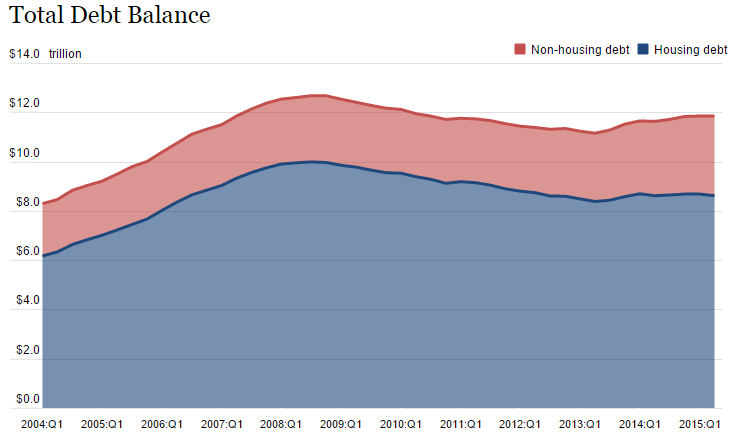 Total Debt Balance
$14.0 trillion
Non-housing debt Housing debt
$12.0
$10.0
$8.0
$6.0
$4.0
$2.0
$0.0
2004:Q1 2005:Q1 2006:Q1 2007:Q1 2008:Q1 2009:Q1 2010:Q1 2011:Q1 2012:Q1 2013:Q1 2014:Q1 2015:Q1